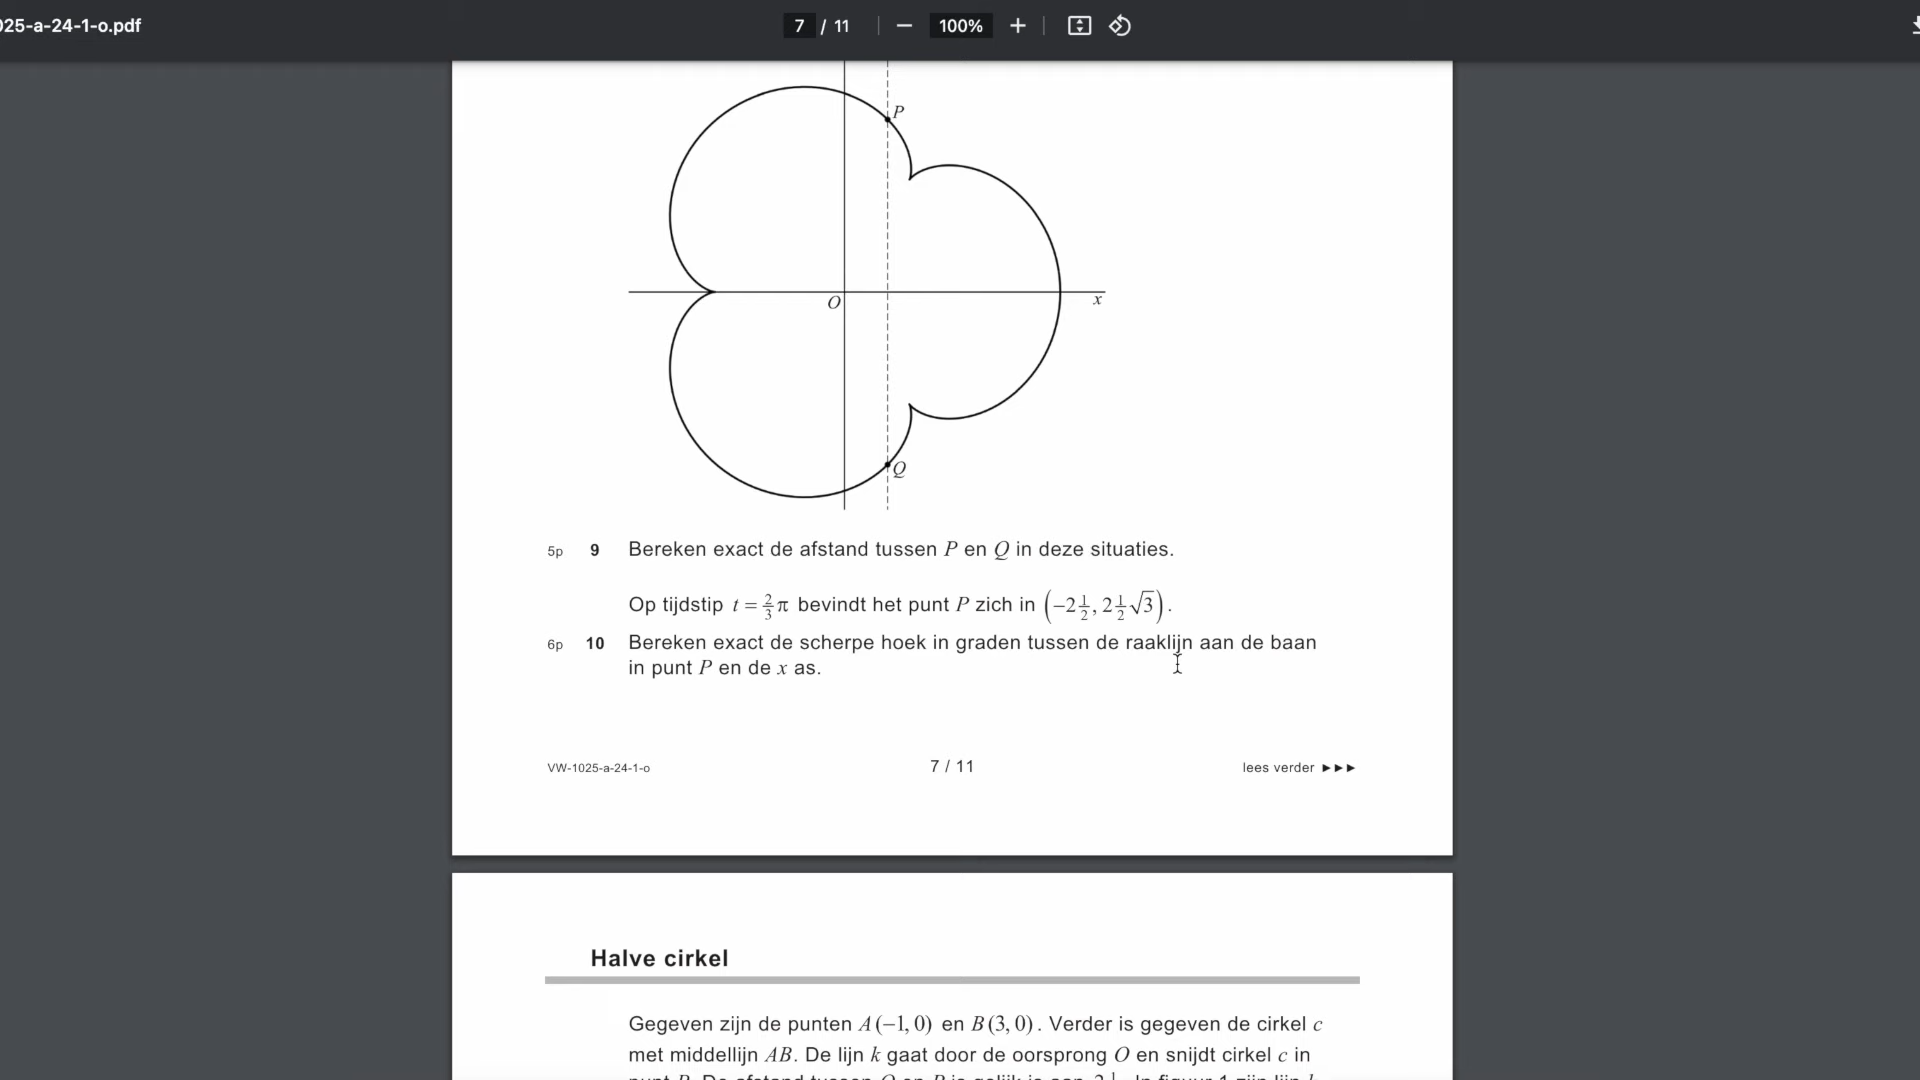 025-a-24-1-o.pdf
7 / 11
100%
P
O
x
Q
5p 9 Bereken exact de afstand tussen P en Q in deze situaties.
Op tijdstip t = 2/3 π bevindt het punt P zich in (−2 1/2, 2 1/2 √3).
6p 10 Bereken exact de scherpe hoek in graden tussen de raaklijn aan de baan
in punt P en de x as.
VW-1025-a-24-1-o 7 / 11 lees verder ►►►
Halve cirkel
Gegeven zijn de punten A(−1, 0) en B(3, 0). Verder is gegeven de cirkel c
met middellijn AB. De lijn k gaat door de oorsprong O en snijdt cirkel c in